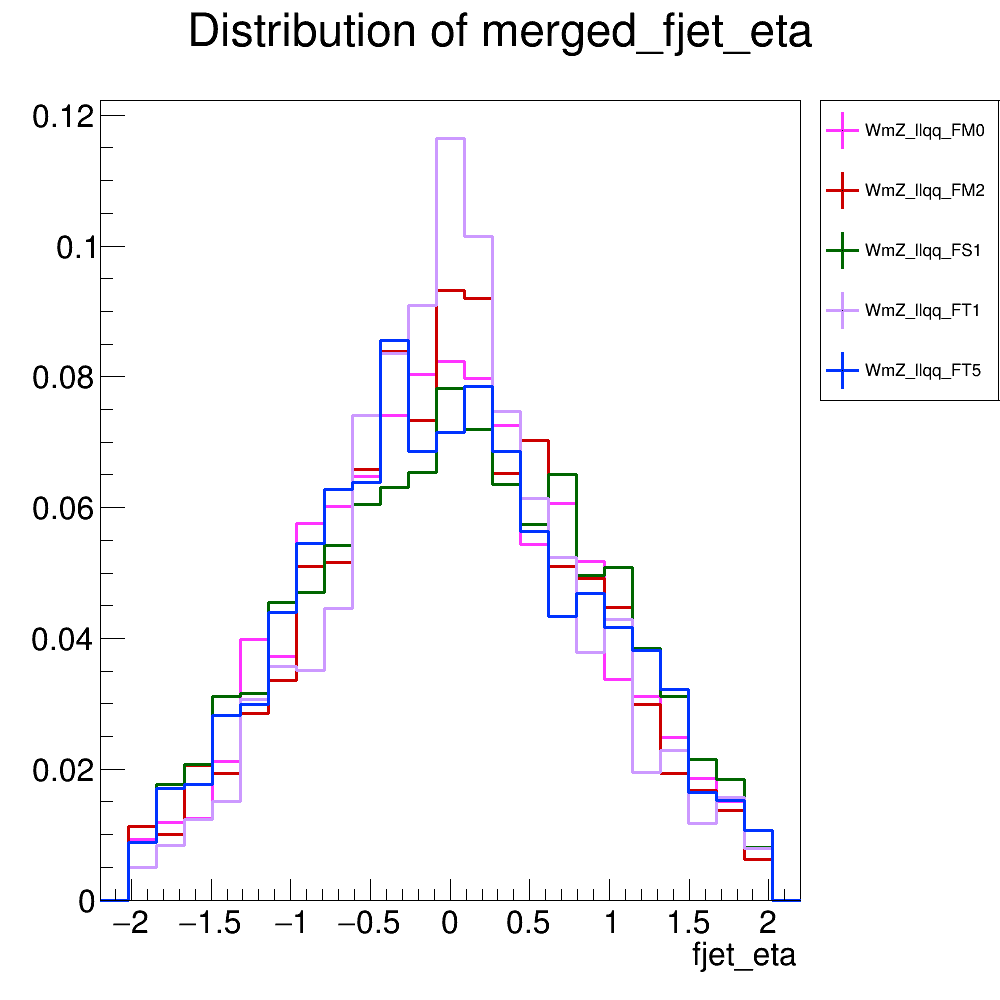 Distribution of merged_fjet_eta
0.12
0.1
0.08
0.06
0.04
0.02
0
−2 −1.5 −1 −0.5 0 0.5 1 1.5 2
fjet_eta
WmZ_llqq_FM0
WmZ_llqq_FM2
WmZ_llqq_FS1
WmZ_llqq_FT1
WmZ_llqq_FT5